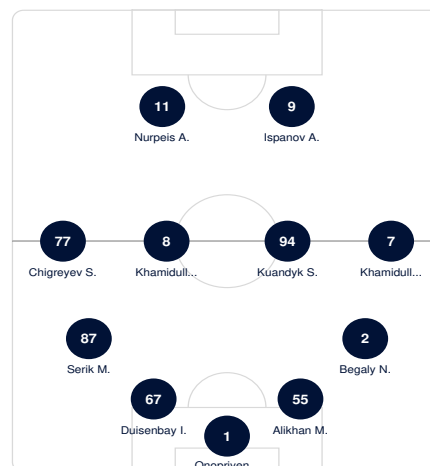 11 9
Nurpeis A. Ispanov A.
77 8 94 7
Chigreyev S. Khamidull... Kuandyk S. Khamidull...
87 2
Serik M. Begaly N.
67 55
Duisenbay I. Alikhan M.
1